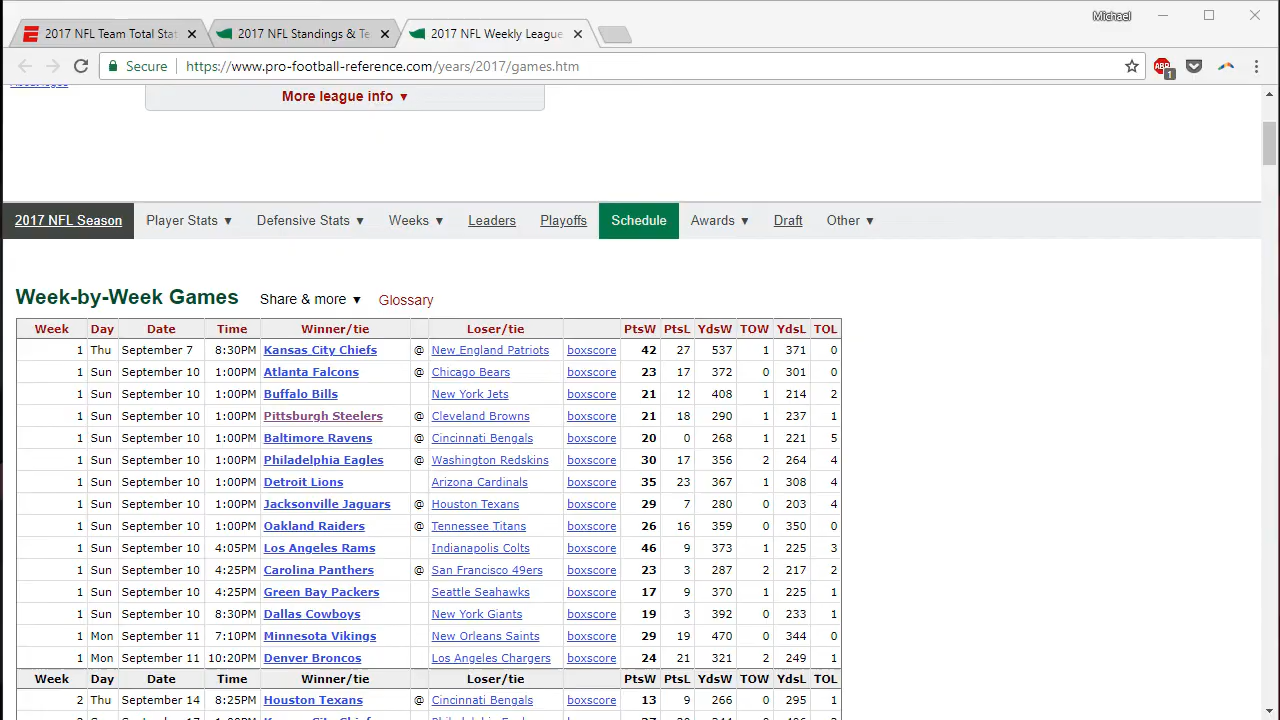 Michael
2017 NFL Team Total Stat
2017 NFL Standings & Te
2017 NFL Weekly League
Secure
https://www.pro-football-reference.com/years/2017/games.htm
ABP
1
More league info ▼
2017 NFL Season Player Stats ▼ Defensive Stats ▼ Weeks ▼ Leaders Playoffs Schedule Awards ▼ Draft Other ▼
Week-by-Week Games Share & more ▼ Glossary
Week Day Date Time Winner/tie Loser/tie PtsW PtsL YdsW TOW YdsL TOL
1 Thu September 7 8:30PM Kansas City Chiefs @ New England Patriots boxscore 42 27 537 1 371 0
1 Sun September 10 1:00PM Atlanta Falcons @ Chicago Bears boxscore 23 17 372 0 301 0
1 Sun September 10 1:00PM Buffalo Bills New York Jets boxscore 21 12 408 1 214 2
1 Sun September 10 1:00PM Pittsburgh Steelers @ Cleveland Browns boxscore 21 18 290 1 237 1
1 Sun September 10 1:00PM Baltimore Ravens @ Cincinnati Bengals boxscore 20 0 268 1 221 5
1 Sun September 10 1:00PM Philadelphia Eagles @ Washington Redskins boxscore 30 17 356 2 264 4
1 Sun September 10 1:00PM Detroit Lions Arizona Cardinals boxscore 35 23 367 1 308 4
1 Sun September 10 1:00PM Jacksonville Jaguars @ Houston Texans boxscore 29 7 280 0 203 4
1 Sun September 10 1:00PM Oakland Raiders @ Tennessee Titans boxscore 26 16 359 0 350 0
1 Sun September 10 4:05PM Los Angeles Rams Indianapolis Colts boxscore 46 9 373 1 225 3
1 Sun September 10 4:25PM Carolina Panthers @ San Francisco 49ers boxscore 23 3 287 2 217 2
1 Sun September 10 4:25PM Green Bay Packers Seattle Seahawks boxscore 17 9 370 1 225 1
1 Sun September 10 8:30PM Dallas Cowboys New York Giants boxscore 19 3 392 0 233 1
1 Mon September 11 7:10PM Minnesota Vikings New Orleans Saints boxscore 29 19 470 0 344 0
1 Mon September 11 10:20PM Denver Broncos Los Angeles Chargers boxscore 24 21 321 2 249 1
Week Day Date Time Winner/tie Loser/tie PtsW PtsL YdsW TOW YdsL TOL
2 Thu September 14 8:25PM Houston Texans @ Cincinnati Bengals boxscore 13 9 266 0 295 1